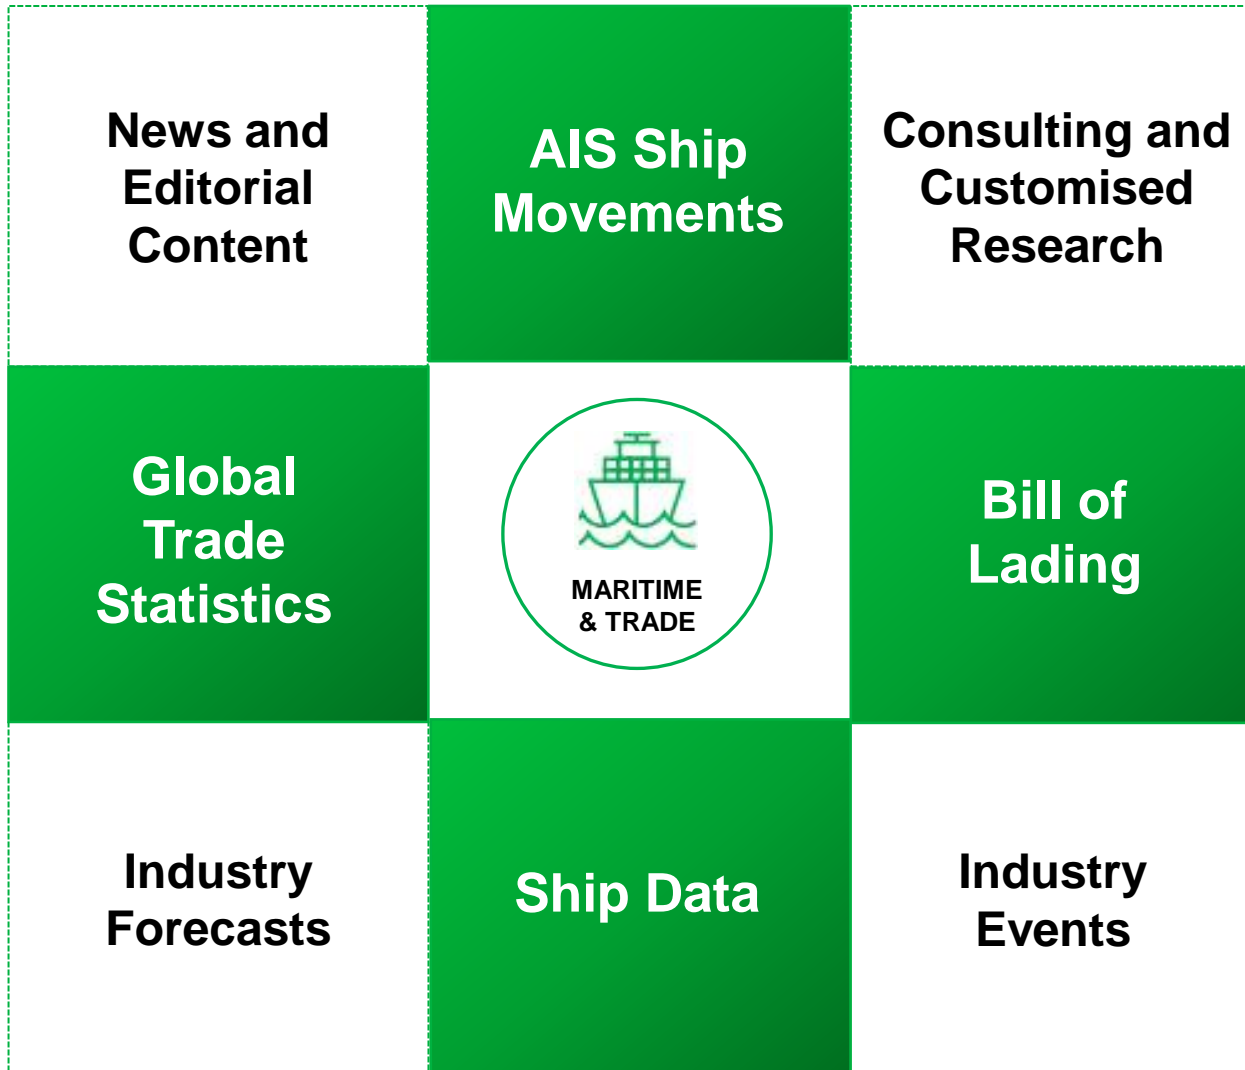 News and
Editorial
Content
AIS Ship
Movements
Consulting and
Customised
Research
Global
Trade
Statistics
MARITIME
& TRADE
Bill of
Lading
Industry
Forecasts
Ship Data
Industry
Events